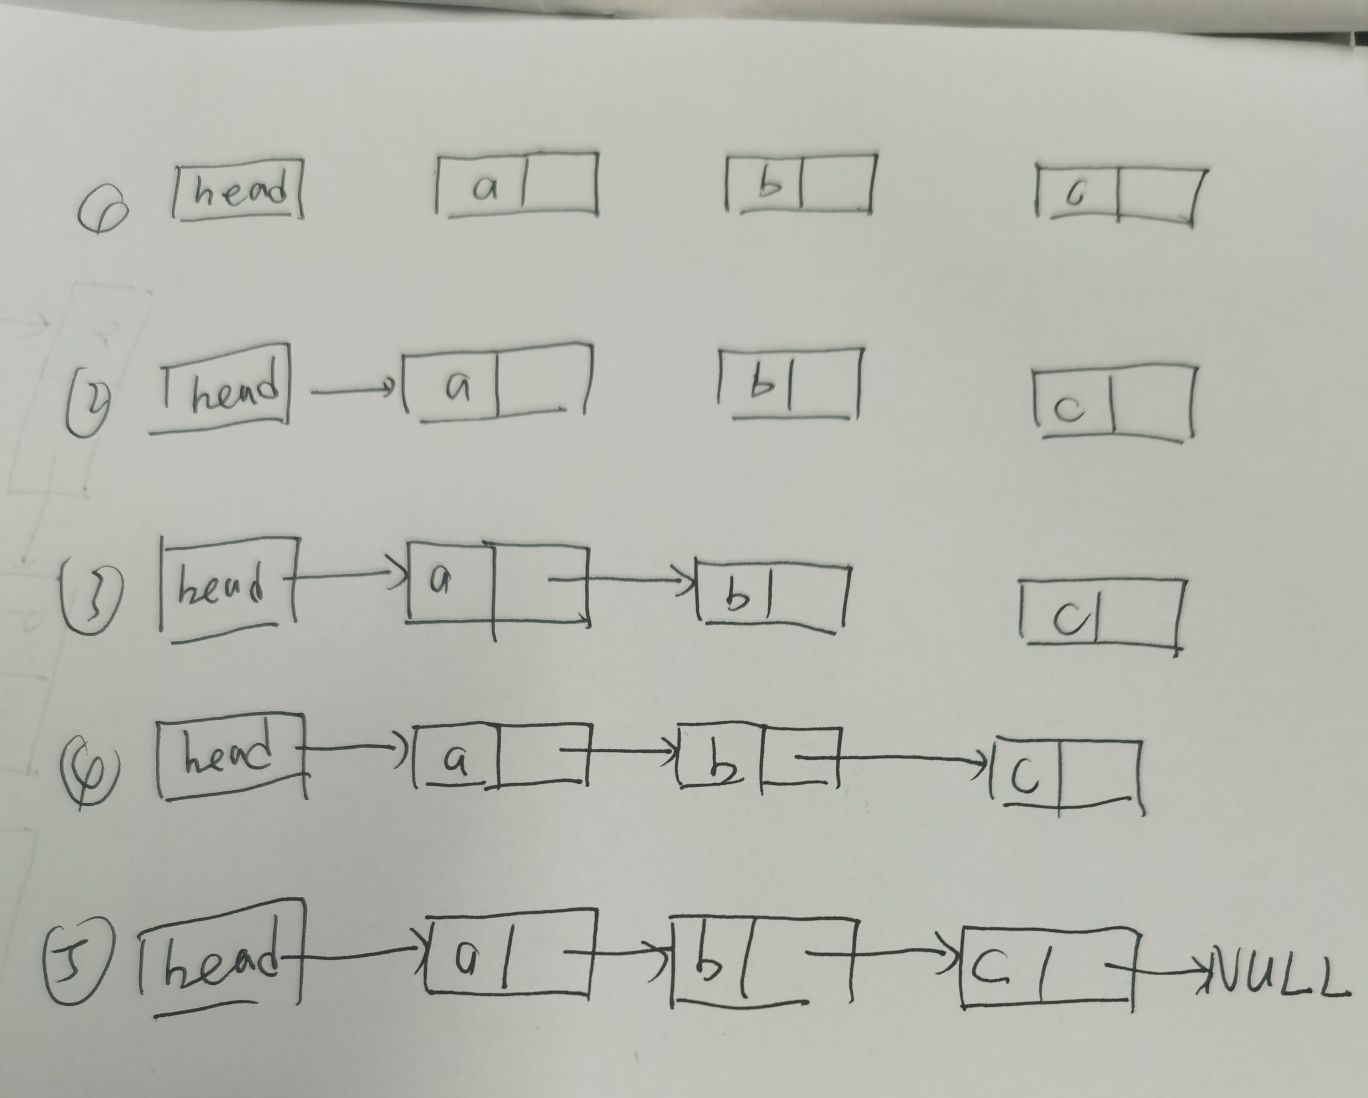 ① head a b c
② head a b c
③ head a b c
④ head a b c
⑤ head a b c NULL